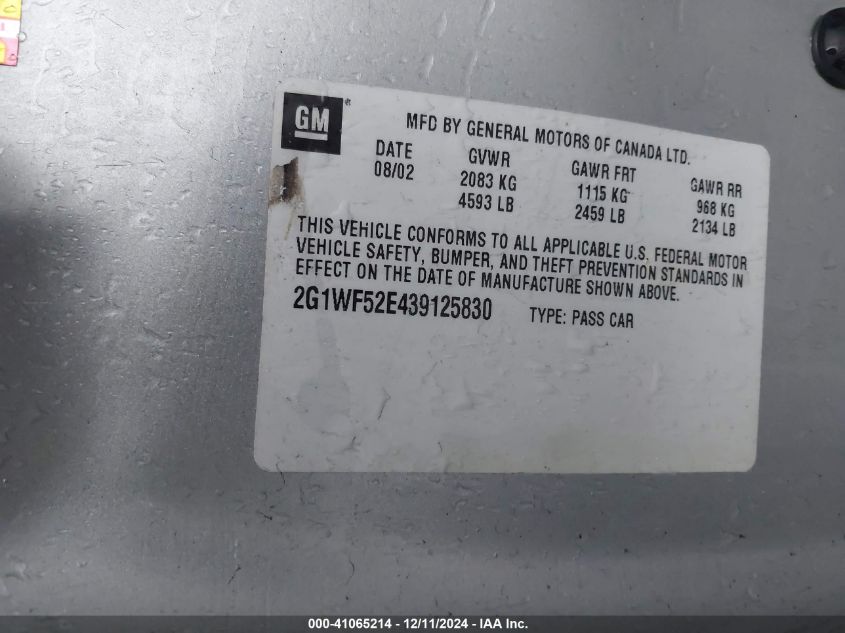 GM
MFD BY GENERAL MOTORS OF CANADA LTD.
DATE GVWR GAWR FRT GAWR RR
08/02 2083 KG 1115 KG 968 KG
4593 LB 2459 LB 2134 LB
THIS VEHICLE CONFORMS TO ALL APPLICABLE U.S. FEDERAL MOTOR
VEHICLE SAFETY, BUMPER, AND THEFT PREVENTION STANDARDS IN
EFFECT ON THE DATE OF MANUFACTURE SHOWN ABOVE.
2G1WF52E439125830 TYPE: PASS CAR
000-41065214 - 12/11/2024 - IAA Inc.